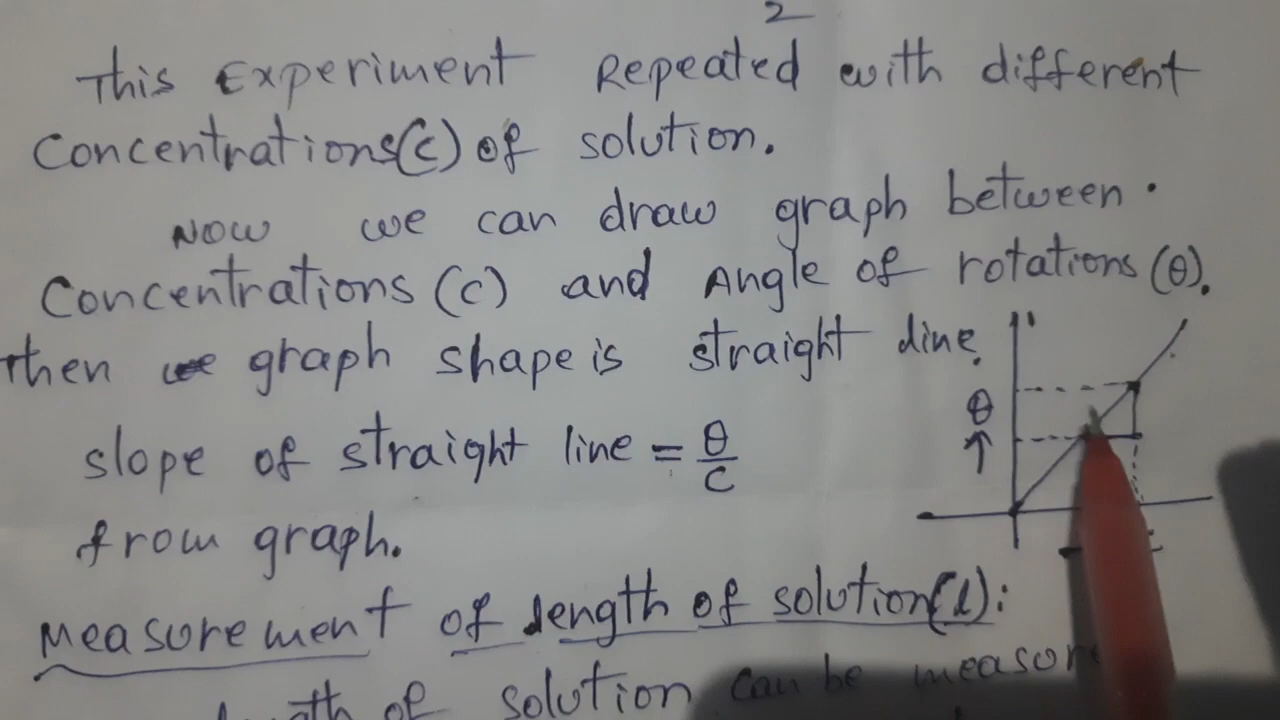 2
This Experiment Repeated with different
Concentrations(c) of solution.
Now we can draw graph between
Concentrations (c) and Angle of rotations (θ).
then graph shape is straight line.
slope of straight line = θ/c
from graph.
θ
↑
Measurement of length of solution(l):
length of solution can be